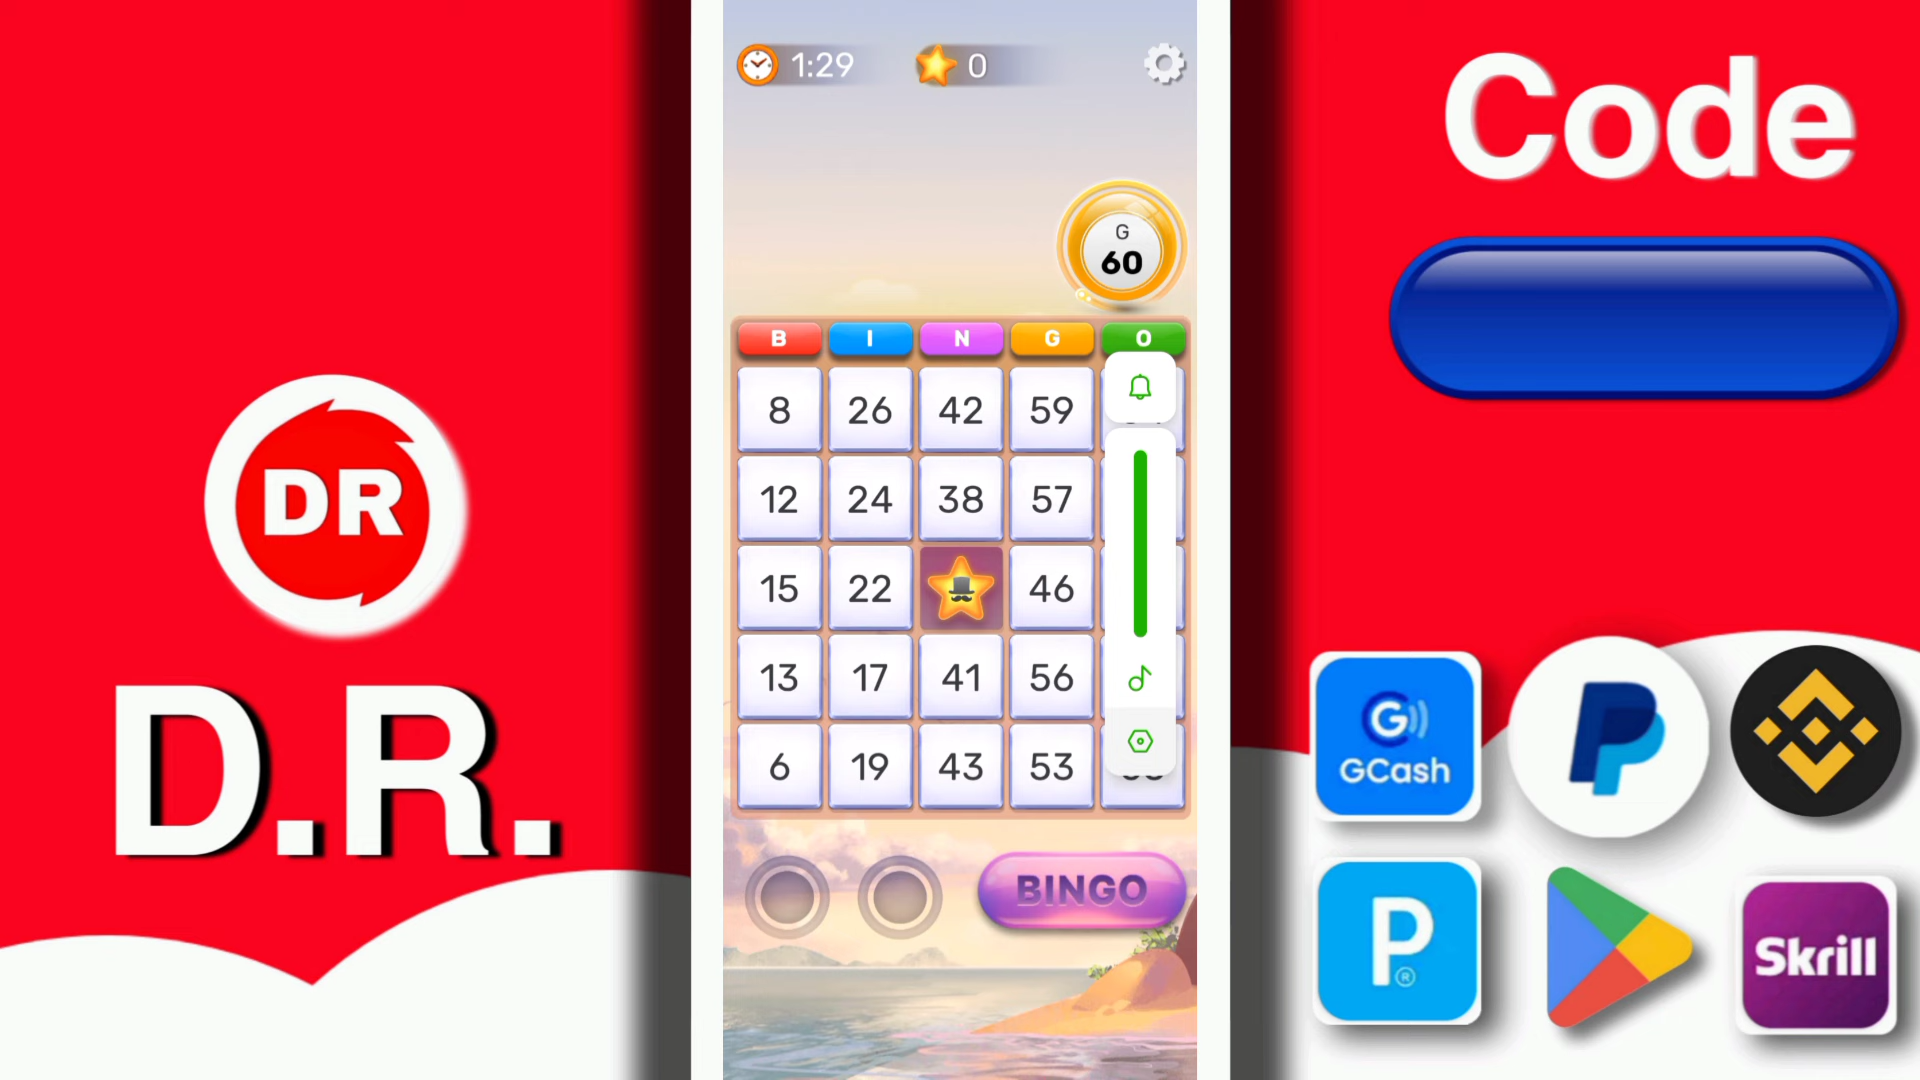 1:29 0
Code
G
60
B I N G O
8 26 42 59
12 24 38 57
15 22 46
13 17 41 56
6 19 43 53
BINGO
DR
D.R.
GCash
P
P®
Skrill